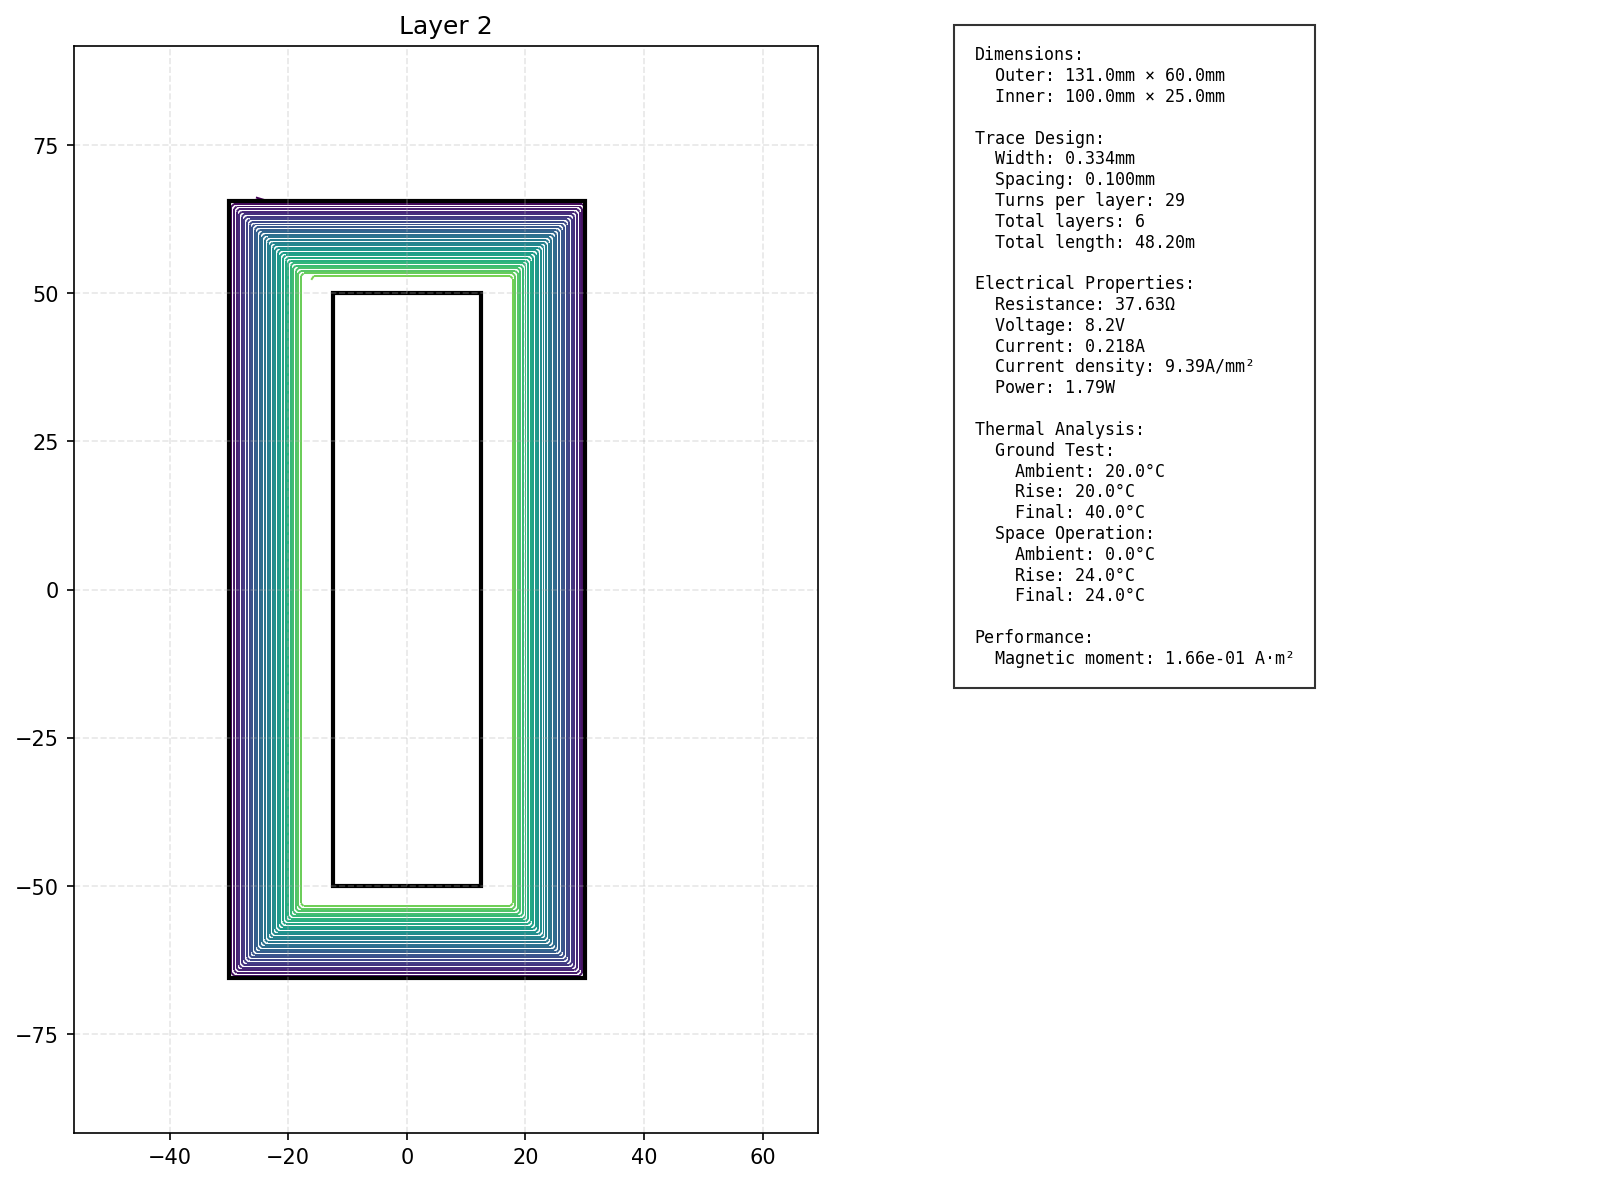 Layer 2
75
50
25
0
−25
−50
−75
−40
−20
0
20
40
60
Dimensions:
Outer: 131.0mm × 60.0mm
Inner: 100.0mm × 25.0mm
Trace Design:
Width: 0.334mm
Spacing: 0.100mm
Turns per layer: 29
Total layers: 6
Total length: 48.20m
Electrical Properties:
Resistance: 37.63Ω
Voltage: 8.2V
Current: 0.218A
Current density: 9.39A/mm²
Power: 1.79W
Thermal Analysis:
Ground Test:
Ambient: 20.0°C
Rise: 20.0°C
Final: 40.0°C
Space Operation:
Ambient: 0.0°C
Rise: 24.0°C
Final: 24.0°C
Performance:
Magnetic moment: 1.66e-01 A·m²